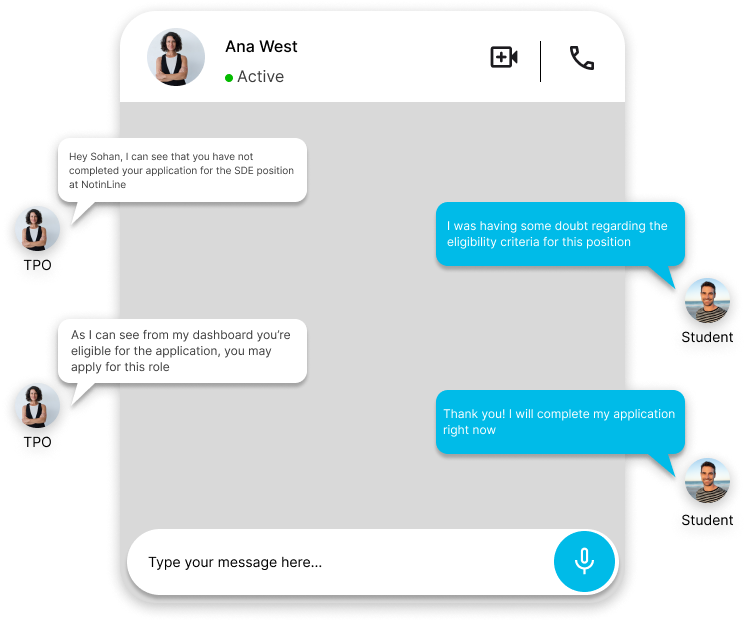 Ana West
Active
Hey Sohan, I can see that you have not
completed your application for the SDE position
at NotinLine
TPO
I was having some doubt regarding the
eligibility criteria for this position
Student
As I can see from my dashboard you’re
eligible for the application, you may
apply for this role
TPO
Thank you! I will complete my application
right now
Student
Type your message here...